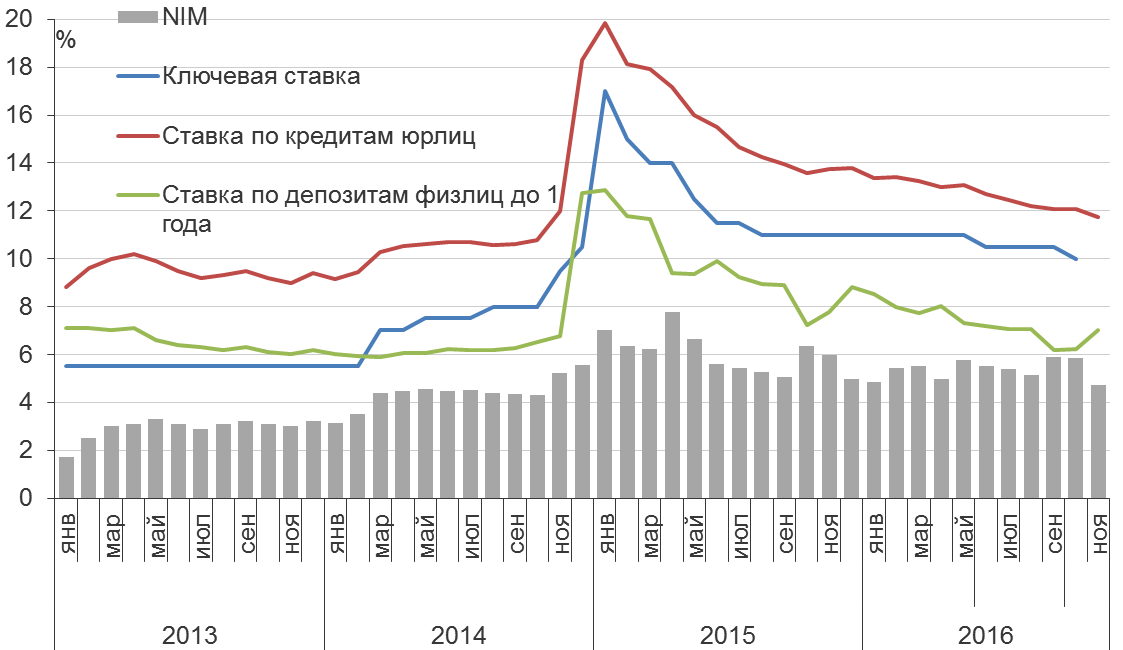 20
%
18
16
14
12
10
8
6
4
2
0
NIM
Ключевая ставка
Ставка по кредитам юрлиц
Ставка по депозитам физлиц до 1
года
янв мар май июл сен ноя янв мар май июл сен ноя янв мар май июл сен ноя янв мар май июл сен ноя
2013 2014 2015 2016